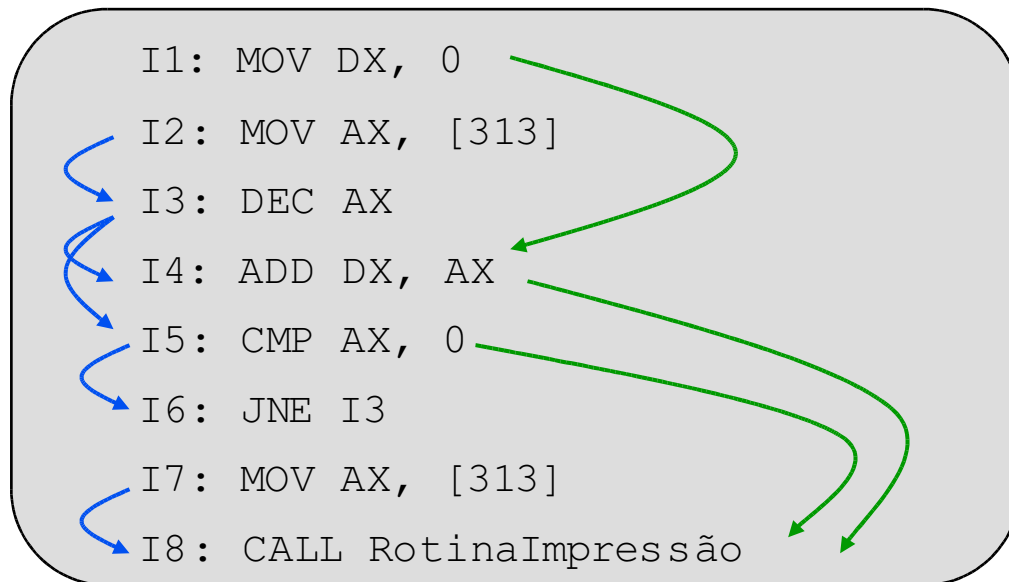 I1: MOV DX, 0
I2: MOV AX, [313]
I3: DEC AX
I4: ADD DX, AX
I5: CMP AX, 0
I6: JNE I3
I7: MOV AX, [313]
I8: CALL RotinaImpressão